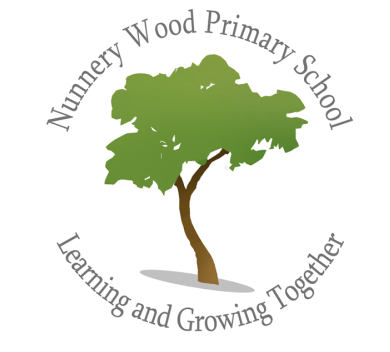 Nunnery Wood Primary School
Learning and Growing Together